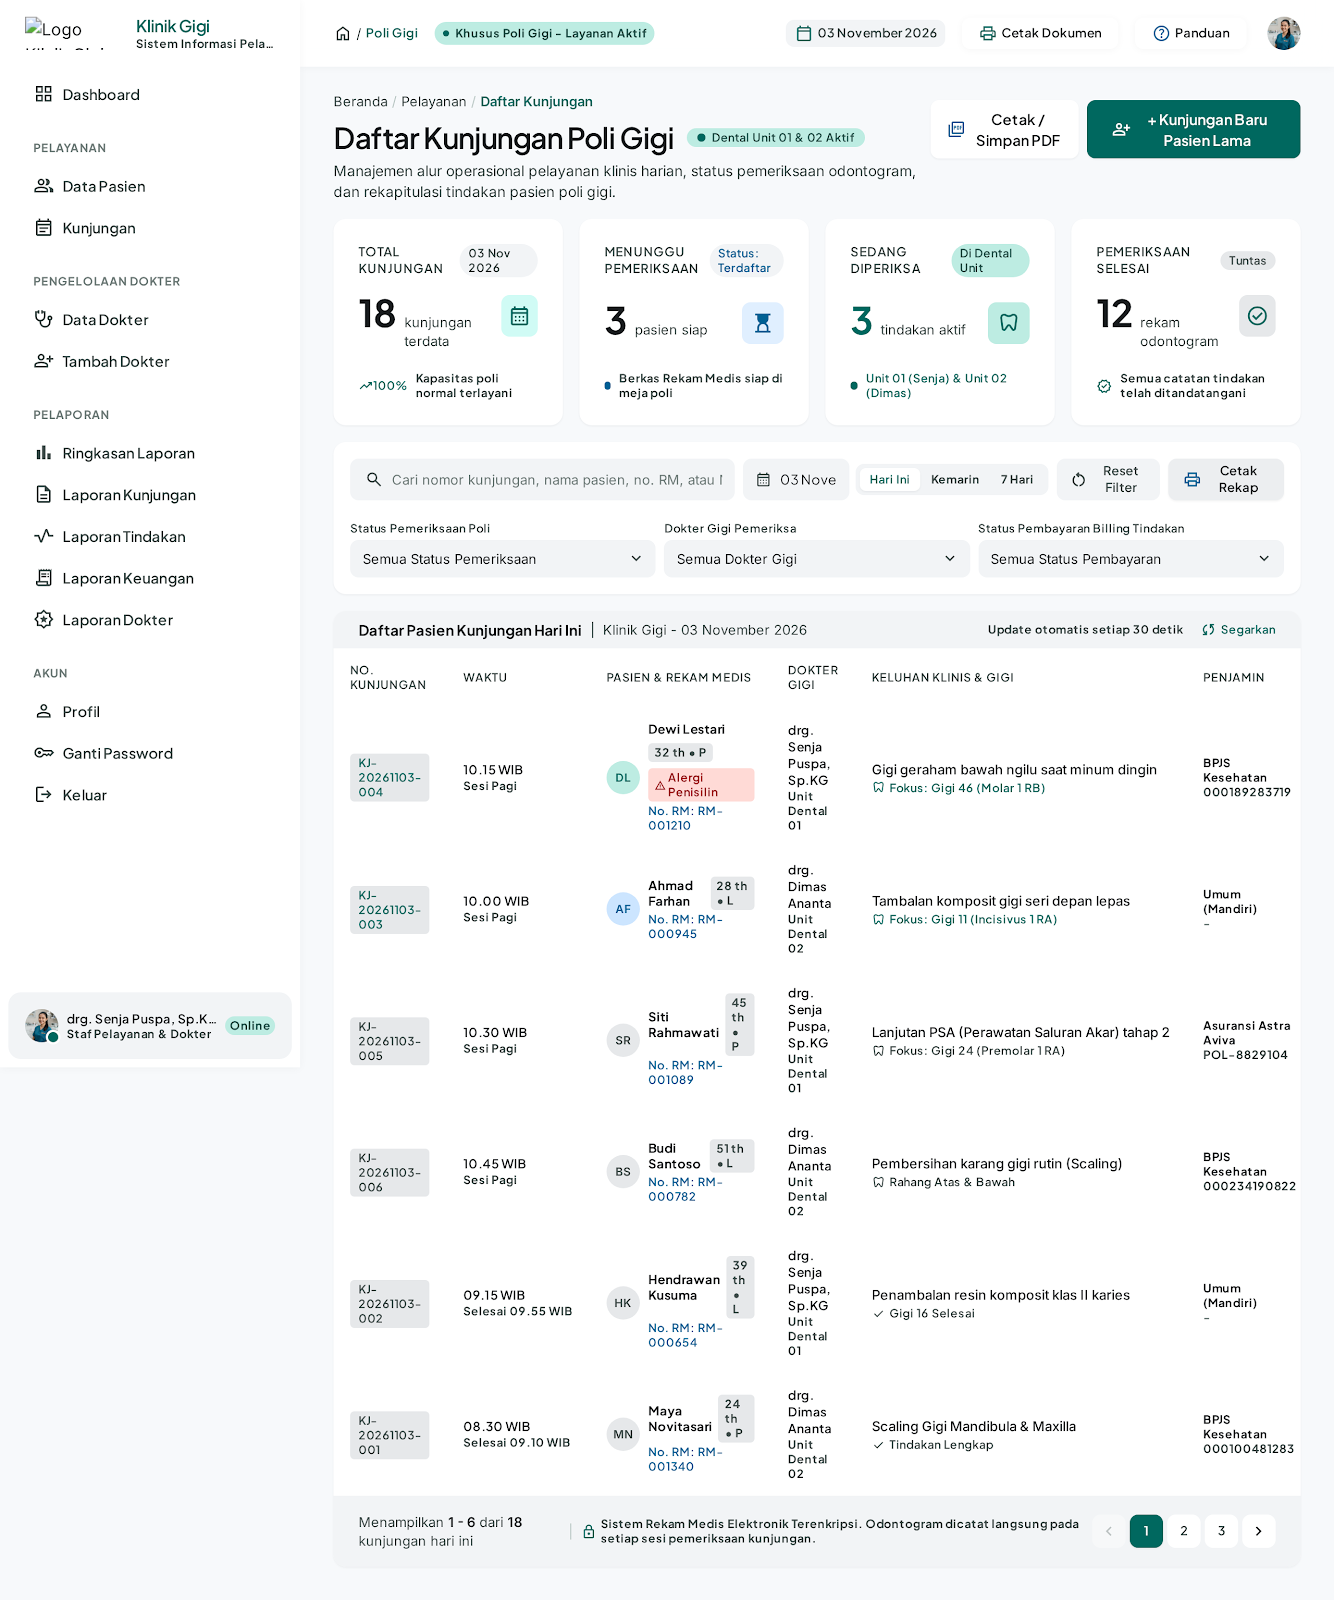 Logo
Klinik Gigi
Sistem Informasi Pela...
Dashboard
PELAYANAN
Data Pasien
Kunjungan
PENGELOLAAN DOKTER
Data Dokter
Tambah Dokter
PELAPORAN
Ringkasan Laporan
Laporan Kunjungan
Laporan Tindakan
Laporan Keuangan
Laporan Dokter
AKUN
Profil
Ganti Password
Keluar
drg. Senja Puspa, Sp.K...
Staf Pelayanan & Dokter
Online
/ Poli Gigi
Khusus Poli Gigi – Layanan Aktif
03 November 2026
Cetak Dokumen
Panduan
Beranda / Pelayanan / Daftar Kunjungan
Daftar Kunjungan Poli Gigi
Dental Unit 01 & 02 Aktif
Manajemen alur operasional pelayanan klinis harian, status pemeriksaan odontogram,
dan rekapitulasi tindakan pasien poli gigi.
Cetak /
Simpan PDF
+ Kunjungan Baru
Pasien Lama
TOTAL
KUNJUNGAN
03 Nov
2026
18 kunjungan
terdata
100%
Kapasitas poli
normal terlayani
MENUNGGU
PEMERIKSAAN
Status:
Terdaftar
3 pasien siap
Berkas Rekam Medis siap di
meja poli
SEDANG
DIPERIKSA
Di Dental
Unit
3 tindakan aktif
Unit 01 (Senja) & Unit 02
(Dimas)
PEMERIKSAAN
SELESAI
Tuntas
12 rekam
odontogram
Semua catatan tindakan
telah ditandatangani
Cari nomor kunjungan, nama pasien, no. RM, atau
03 Nove
Hari Ini
Kemarin
7 Hari
Reset
Filter
Cetak
Rekap
Status Pemeriksaan Poli
Semua Status Pemeriksaan
Dokter Gigi Pemeriksa
Semua Dokter Gigi
Status Pembayaran Billing Tindakan
Semua Status Pembayaran
Daftar Pasien Kunjungan Hari Ini
Klinik Gigi - 03 November 2026
Update otomatis setiap 30 detik
Segarkan
NO.
KUNJUNGAN
WAKTU
PASIEN & REKAM MEDIS
DOKTER
GIGI
KELUHAN KLINIS & GIGI
PENJAMIN
KJ-
20261103-
004
10.15 WIB
Sesi Pagi
DL
Dewi Lestari
32 th • P
Alergi
Penisilin
No. RM: RM-
001210
drg.
Senja
Puspa,
Sp.KG
Unit
Dental
01
Gigi geraham bawah ngilu saat minum dingin
Fokus: Gigi 46 (Molar 1 RB)
BPJS
Kesehatan
000189283719
KJ-
20261103-
003
10.00 WIB
Sesi Pagi
AF
Ahmad
Farhan
28 th
• L
No. RM: RM-
000945
drg.
Dimas
Ananta
Unit
Dental
02
Tambalan komposit gigi seri depan lepas
Fokus: Gigi 11 (Incisivus 1 RA)
Umum
(Mandiri)
-
KJ-
20261103-
005
10.30 WIB
Sesi Pagi
SR
Siti
Rahmawati
45
th
•
P
No. RM: RM-
001089
drg.
Senja
Puspa,
Sp.KG
Unit
Dental
01
Lanjutan PSA (Perawatan Saluran Akar) tahap 2
Fokus: Gigi 24 (Premolar 1 RA)
Asuransi Astra
Aviva
POL-8829104
KJ-
20261103-
006
10.45 WIB
Sesi Pagi
BS
Budi
Santoso
51 th
• L
No. RM: RM-
000782
drg.
Dimas
Ananta
Unit
Dental
02
Pembersihan karang gigi rutin (Scaling)
Rahang Atas & Bawah
BPJS
Kesehatan
000234190822
KJ-
20261103-
002
09.15 WIB
Selesai 09.55 WIB
HK
Hendrawan
Kusuma
39
th
•
L
No. RM: RM-
000654
drg.
Senja
Puspa,
Sp.KG
Unit
Dental
01
Penambalan resin komposit klas II karies
Gigi 16 Selesai
Umum
(Mandiri)
-
KJ-
20261103-
001
08.30 WIB
Selesai 09.10 WIB
MN
Maya
Novitasari
24
th
• P
No. RM: RM-
001340
drg.
Dimas
Ananta
Unit
Dental
02
Scaling Gigi Mandibula & Maxilla
Tindakan Lengkap
BPJS
Kesehatan
000100481283
Menampilkan 1 - 6 dari 18
kunjungan hari ini
Sistem Rekam Medis Elektronik Terenkripsi. Odontogram dicatat langsung pada
setiap sesi pemeriksaan kunjungan.
1
2
3